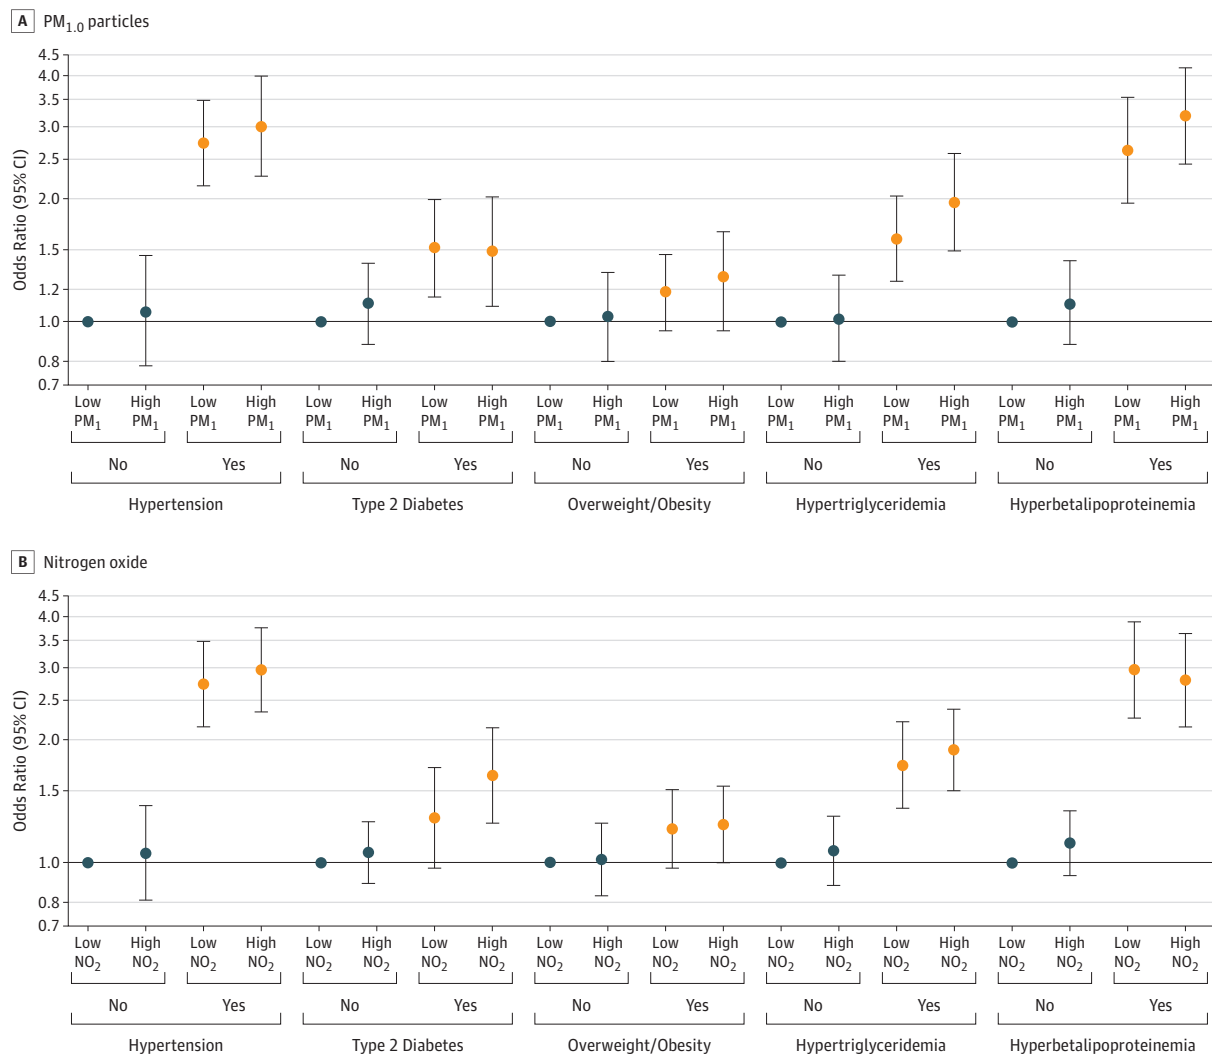 A PM1.0 particles
4.5
4.0
3.5
3.0
2.5
2.0
1.5
1.2
1.0
0.8
0.7
Odds Ratio (95% CI)
Low High Low High Low High Low High Low High Low High Low High Low High Low High Low High
PM1 PM1 PM1 PM1 PM1 PM1 PM1 PM1 PM1 PM1 PM1 PM1 PM1 PM1 PM1 PM1 PM1 PM1 PM1 PM1
No Yes No Yes No Yes No Yes No Yes
Hypertension Type 2 Diabetes Overweight/Obesity Hypertriglyceridemia Hyperbetalipoproteinemia
B Nitrogen oxide
4.5
4.0
3.5
3.0
2.5
2.0
1.5
1.0
0.8
0.7
Odds Ratio (95% CI)
Low High Low High Low High Low High Low High Low High Low High Low High Low High Low High
NO2 NO2 NO2 NO2 NO2 NO2 NO2 NO2 NO2 NO2 NO2 NO2 NO2 NO2 NO2 NO2 NO2 NO2 NO2 NO2
No Yes No Yes No Yes No Yes No Yes
Hypertension Type 2 Diabetes Overweight/Obesity Hypertriglyceridemia Hyperbetalipoproteinemia